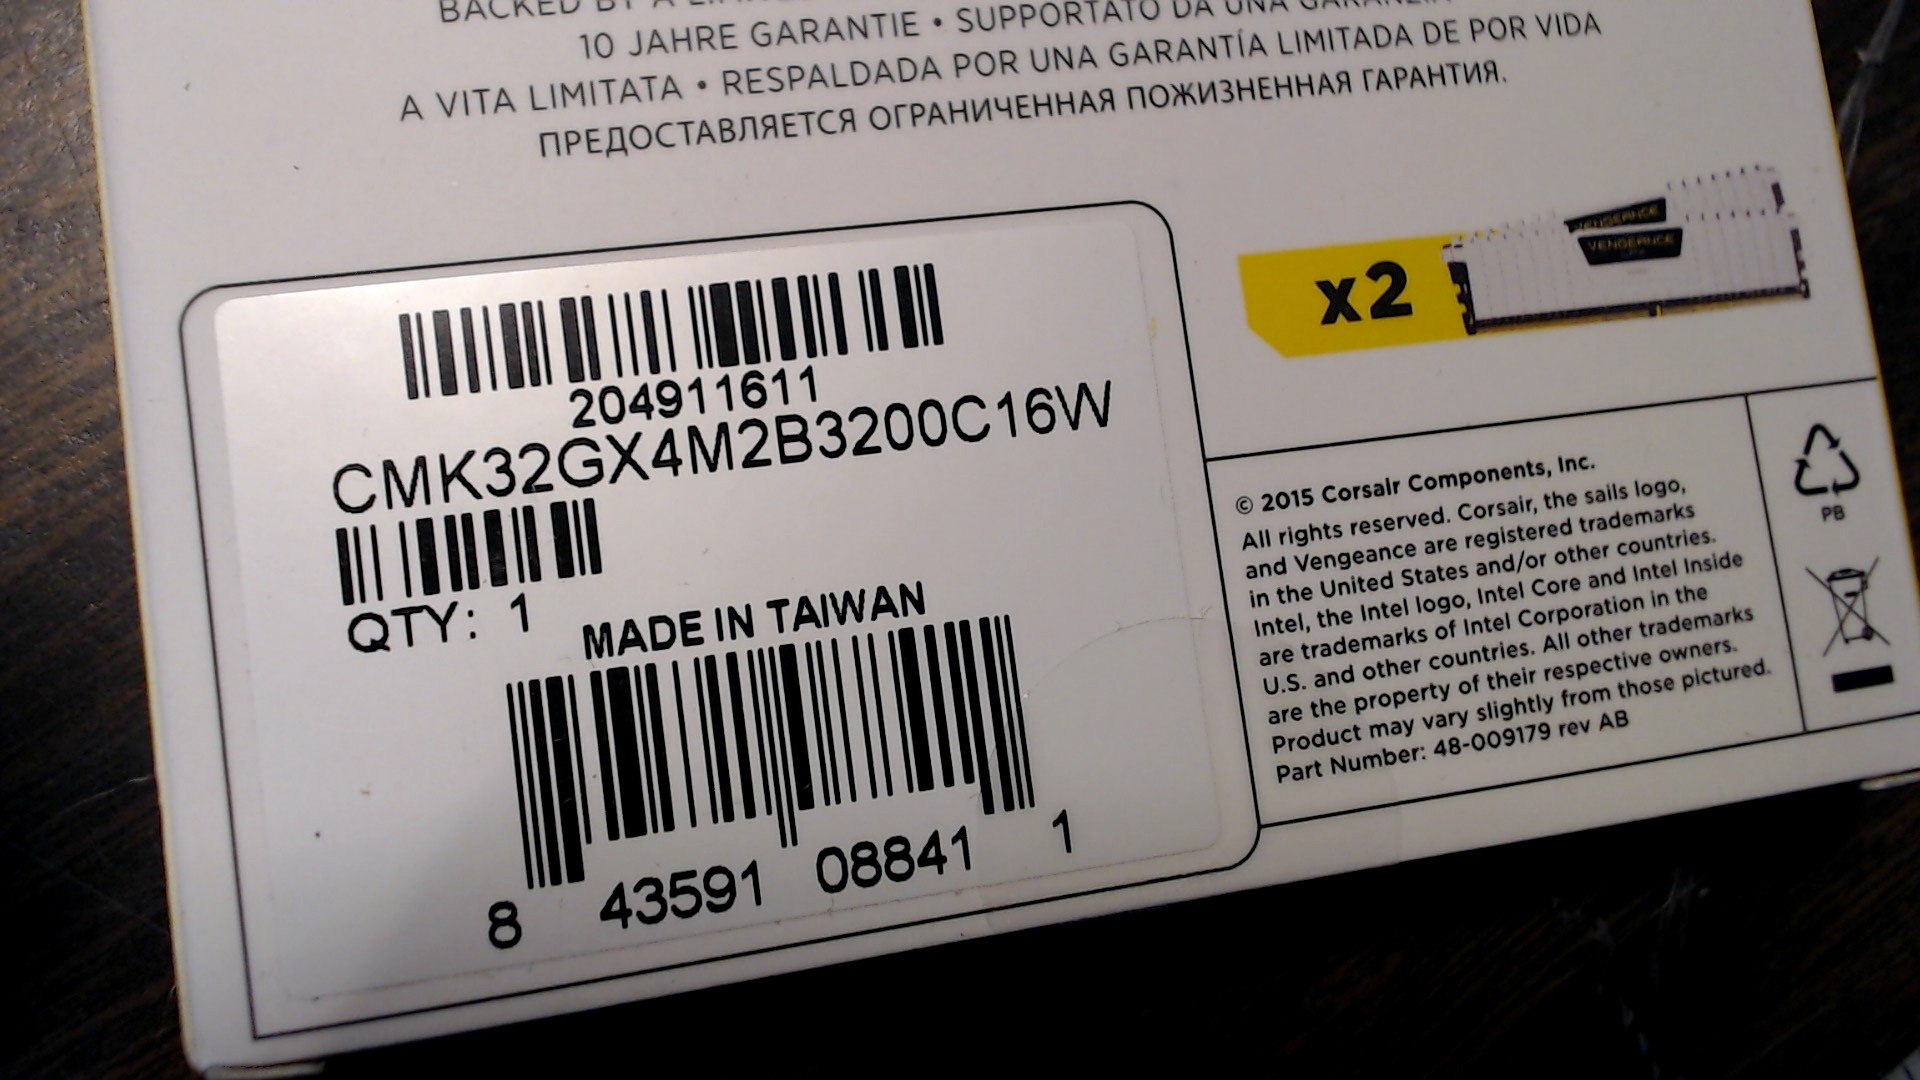 BACKED BY A
10 JAHRE GARANTIE • SUPPORTATO DA UNA GARANZIA
A VITA LIMITATA • RESPALDADA POR UNA GARANTÍA LIMITADA DE POR VIDA
ПРЕДОСТАВЛЯЕТСЯ ОГРАНИЧЕННАЯ ПОЖИЗНЕННАЯ ГАРАНТИЯ.
204911611
CMK32GX4M2B3200C16W
QTY: 1
MADE IN TAIWAN
8 43591 08841 1
x2
VENGEANCE
VENGEANCE
© 2015 Corsair Components, Inc.
All rights reserved. Corsair, the sails logo,
and Vengeance are registered trademarks
in the United States and/or other countries.
Intel, the Intel logo, Intel Core and Intel Inside
are trademarks of Intel Corporation in the
U.S. and other countries. All other trademarks
are the property of their respective owners.
Product may vary slightly from those pictured.
Part Number: 48-009179 rev AB
PB